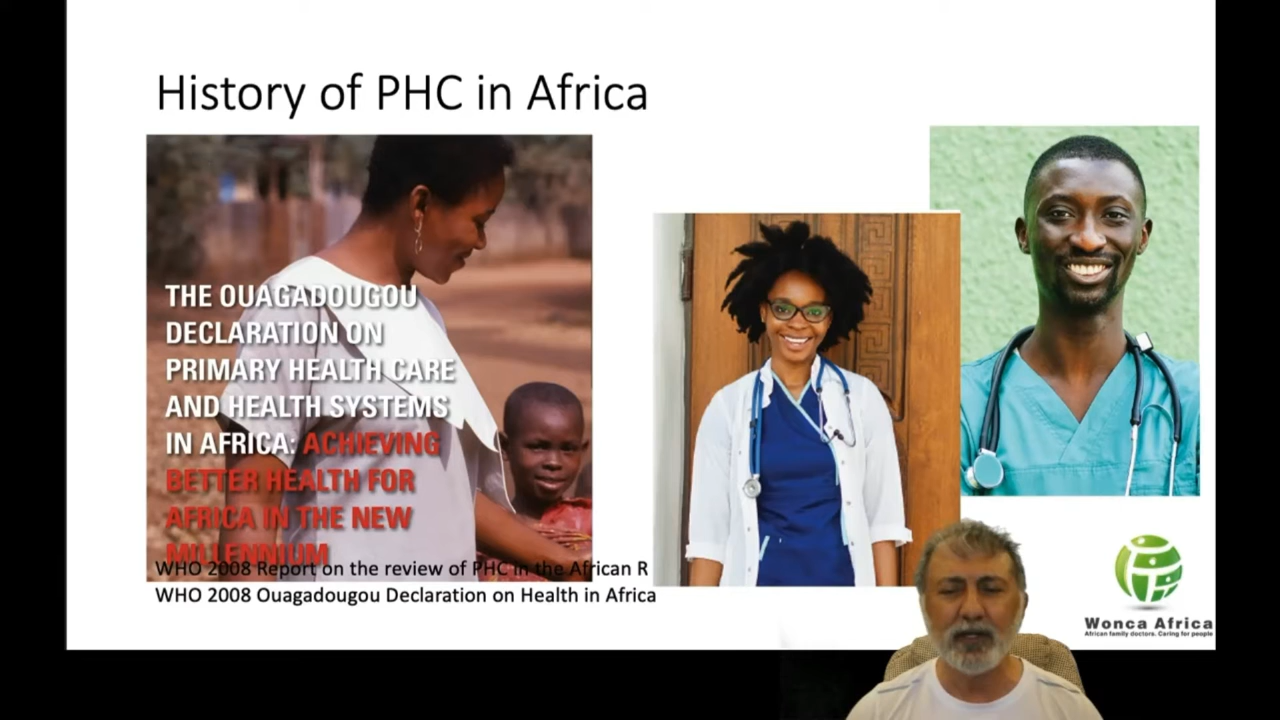 History of PHC in Africa
THE OUAGADOUGOU
DECLARATION ON
PRIMARY HEALTH CARE
AND HEALTH SYSTEMS
IN AFRICA: ACHIEVING
BETTER HEALTH FOR
AFRICA IN THE NEW
MILLENNIUM
WHO 2008 Report on the review of PHC in the African R
WHO 2008 Ouagadougou Declaration on Health in Africa
Wonca Africa
African family doctors. Caring for people